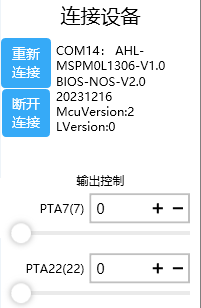 连接设备
重新
连接
COM14： AHL-
MSPM0L1306-V1.0
BIOS-NOS-V2.0
20231216
McuVersion:2
LVersion:0
断开
连接
输出控制
PTA7(7) 0 + −
PTA22(22) 0 + −